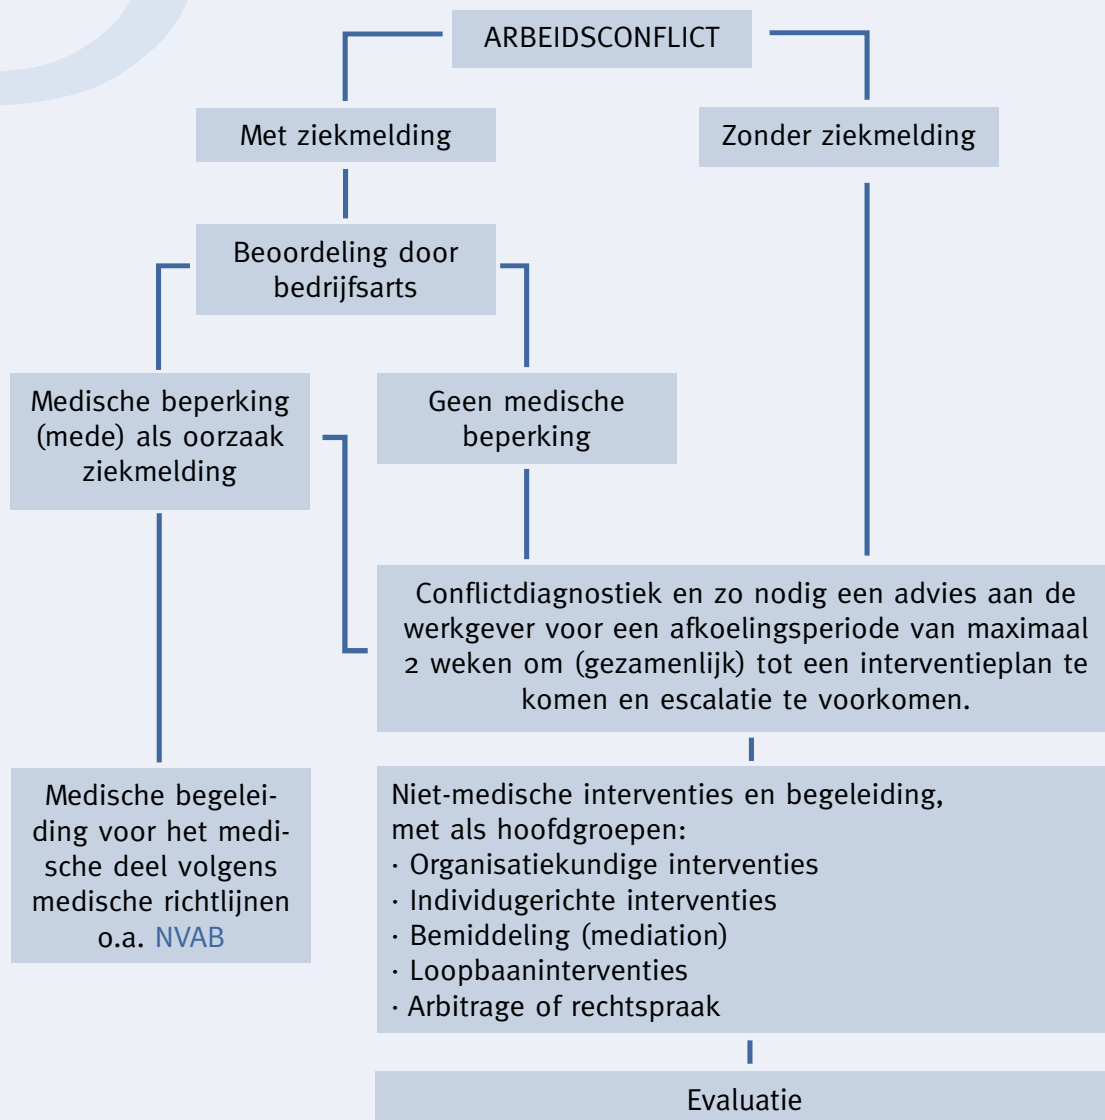 ARBEIDSCONFLICT
Met ziekmelding
Zonder ziekmelding
Beoordeling door
bedrijfsarts
Medische beperking
(mede) als oorzaak
ziekmelding
Geen medische
beperking
Conflictdiagnostiek en zo nodig een advies aan de
werkgever voor een afkoelingsperiode van maximaal
2 weken om (gezamenlijk) tot een interventieplan te
komen en escalatie te voorkomen.
Medische begelei-
ding voor het medi-
sche deel volgens
medische richtlijnen
o.a. NVAB
Niet-medische interventies en begeleiding,
met als hoofdgroepen:
· Organisatiekundige interventies
· Individugerichte interventies
· Bemiddeling (mediation)
· Loopbaaninterventies
· Arbitrage of rechtspraak
Evaluatie